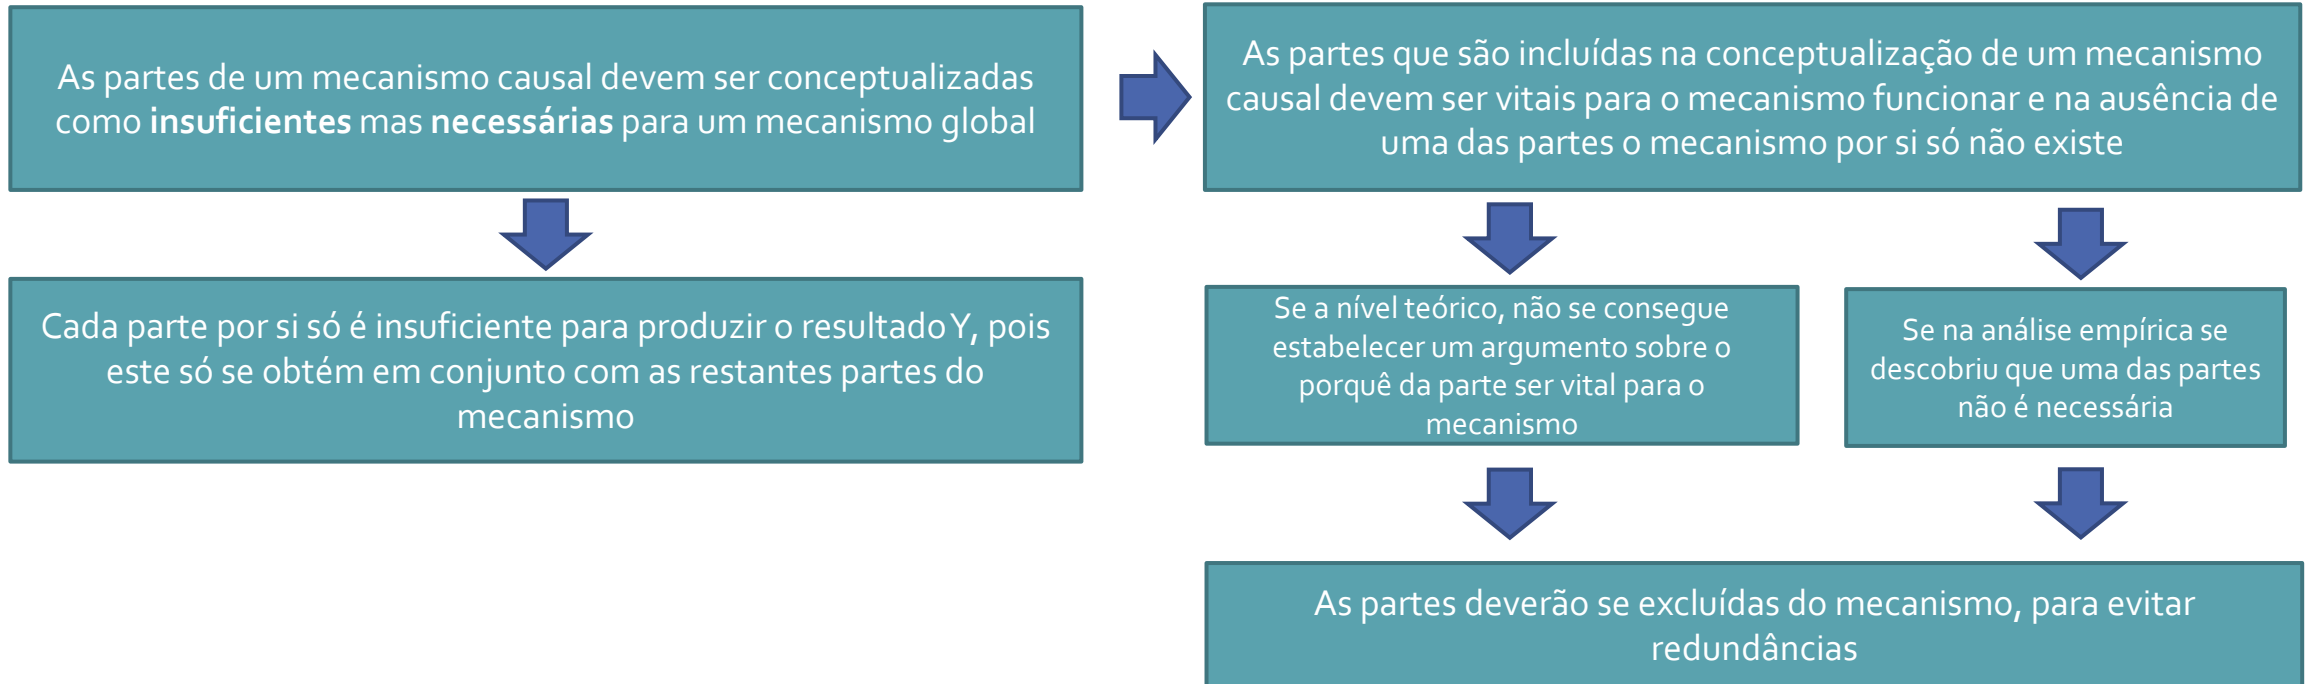 As partes de um mecanismo causal devem ser conceptualizadas
como insuficientes mas necessárias para um mecanismo global
As partes que são incluídas na conceptualização de um mecanismo
causal devem ser vitais para o mecanismo funcionar e na ausência de
uma das partes o mecanismo por si só não existe
Cada parte por si só é insuficiente para produzir o resultado Y, pois
este só se obtém em conjunto com as restantes partes do
mecanismo
Se a nível teórico, não se consegue
estabelecer um argumento sobre o
porquê da parte ser vital para o
mecanismo
Se na análise empírica se
descobriu que uma das partes
não é necessária
As partes deverão se excluídas do mecanismo, para evitar
redundâncias